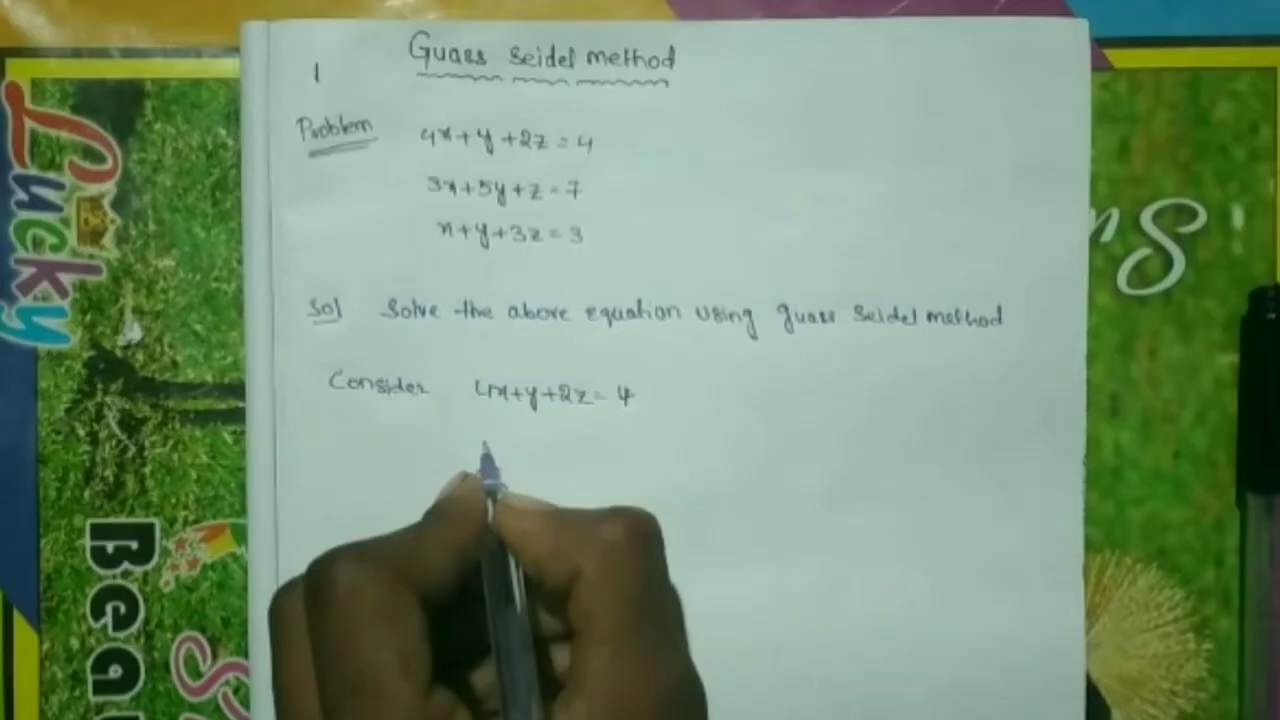 Guass Seidel method
1
Problem
4x+y+2z=4
3x+5y+z=7
x+y+3z=3
Sol Solve the above equation using guass Seidel method
Consider 4x+y+2z=4
Lucky
Bea